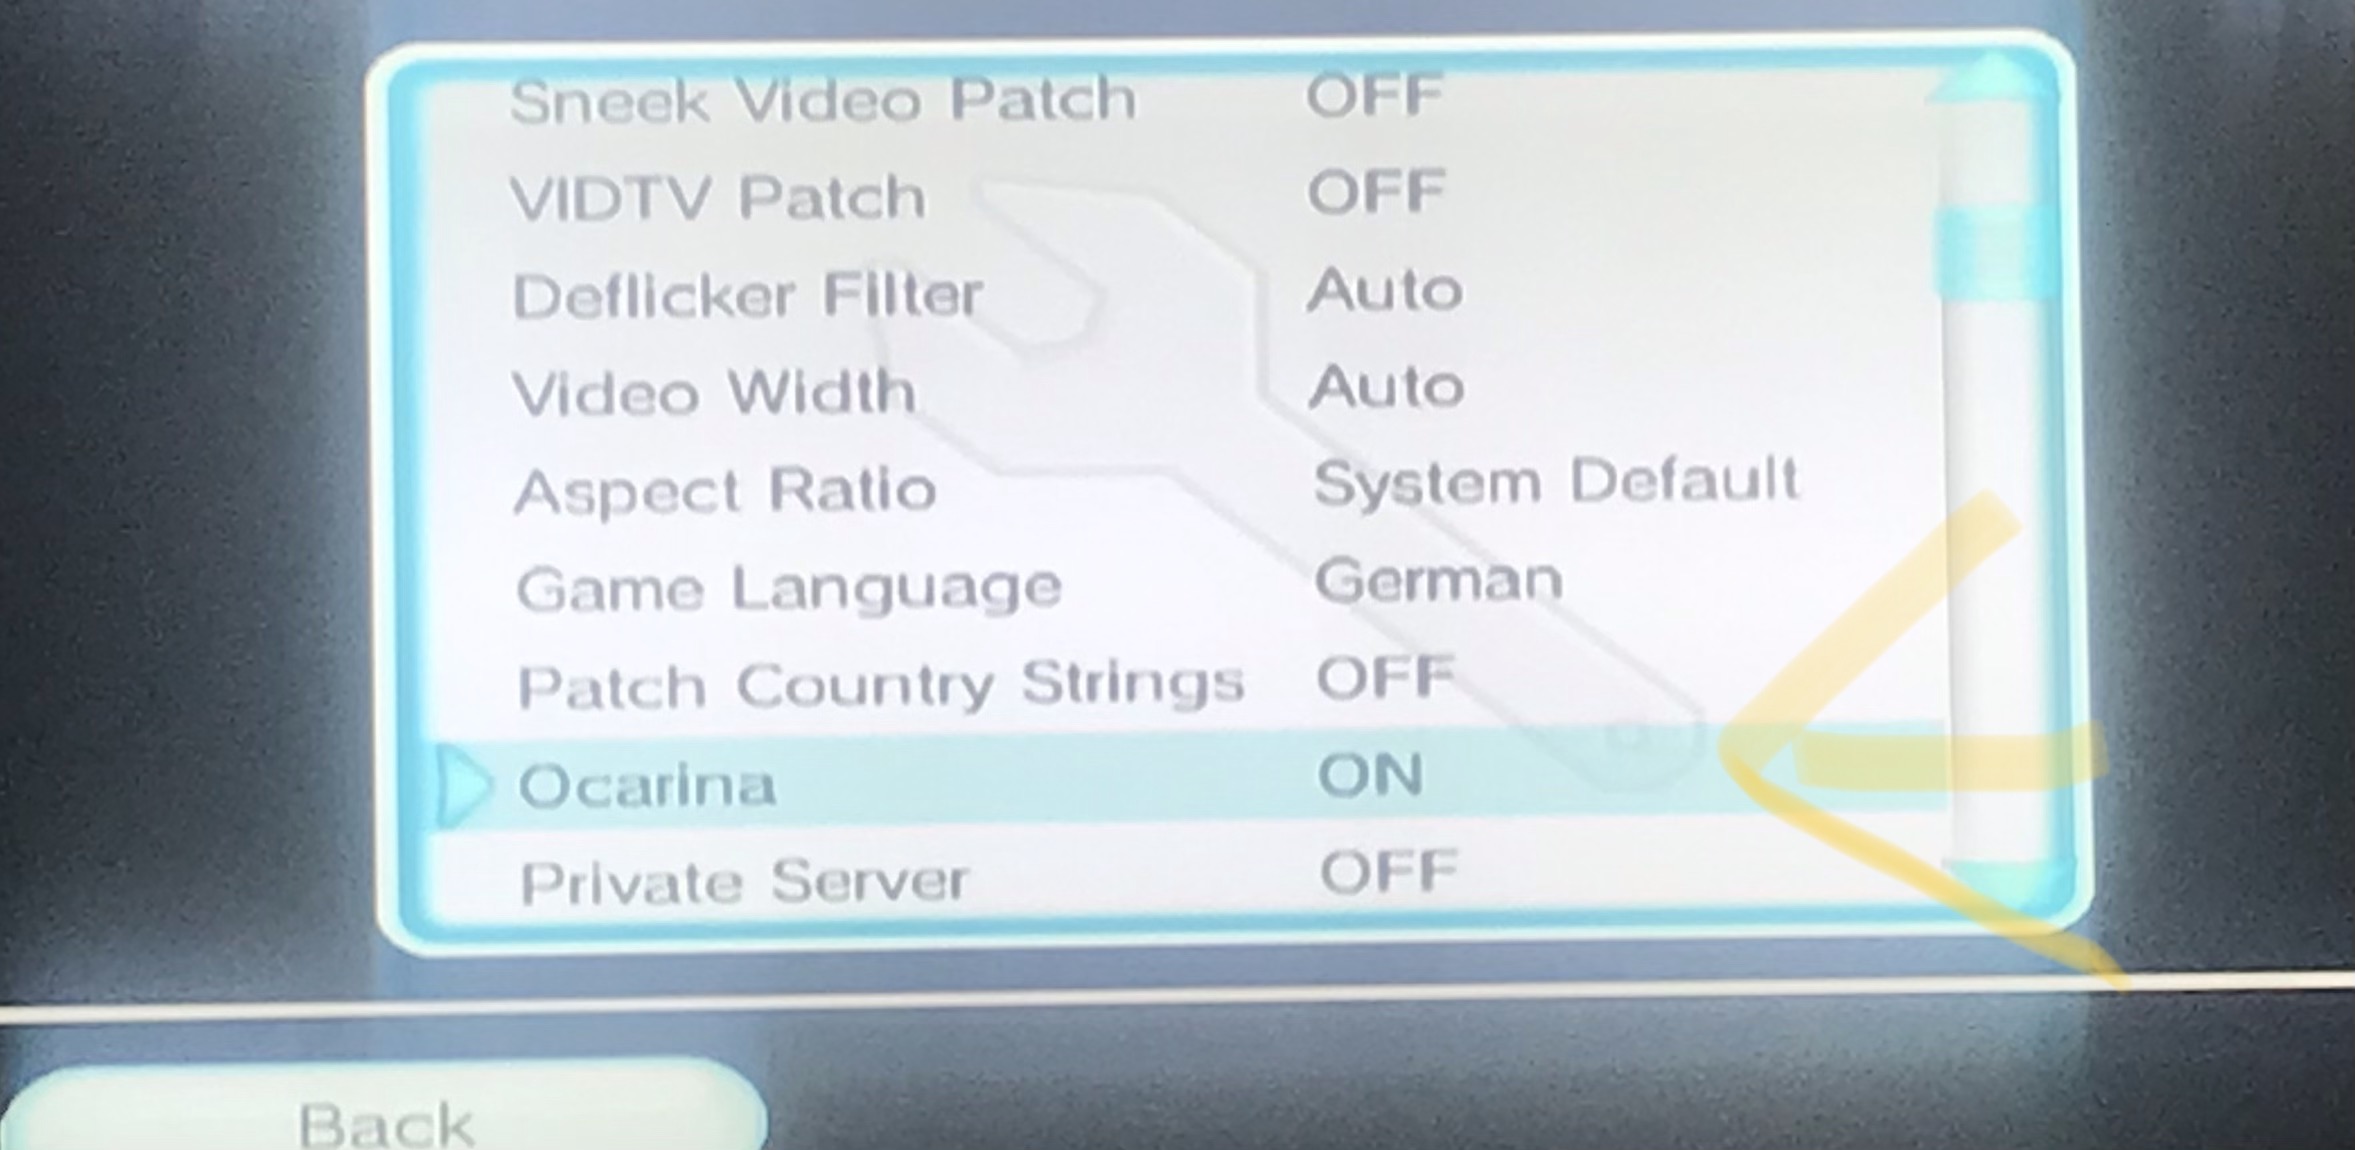 Sneek Video Patch OFF
VIDTV Patch OFF
Deflicker Filter Auto
Video Width Auto
Aspect Ratio System Default
Game Language German
Patch Country Strings OFF
Ocarina ON
Private Server OFF
Back